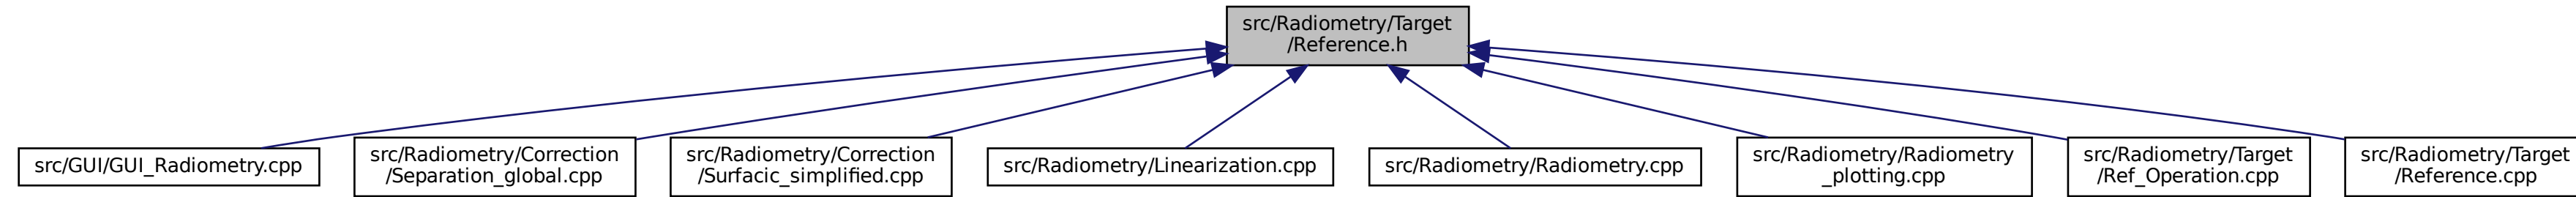 src/Radiometry/Target
/Reference.h
src/GUI/GUI_Radiometry.cpp
src/Radiometry/Correction
/Separation_global.cpp
src/Radiometry/Correction
/Surfacic_simplified.cpp
src/Radiometry/Linearization.cpp
src/Radiometry/Radiometry.cpp
src/Radiometry/Radiometry
_plotting.cpp
src/Radiometry/Target
/Ref_Operation.cpp
src/Radiometry/Target
/Reference.cpp